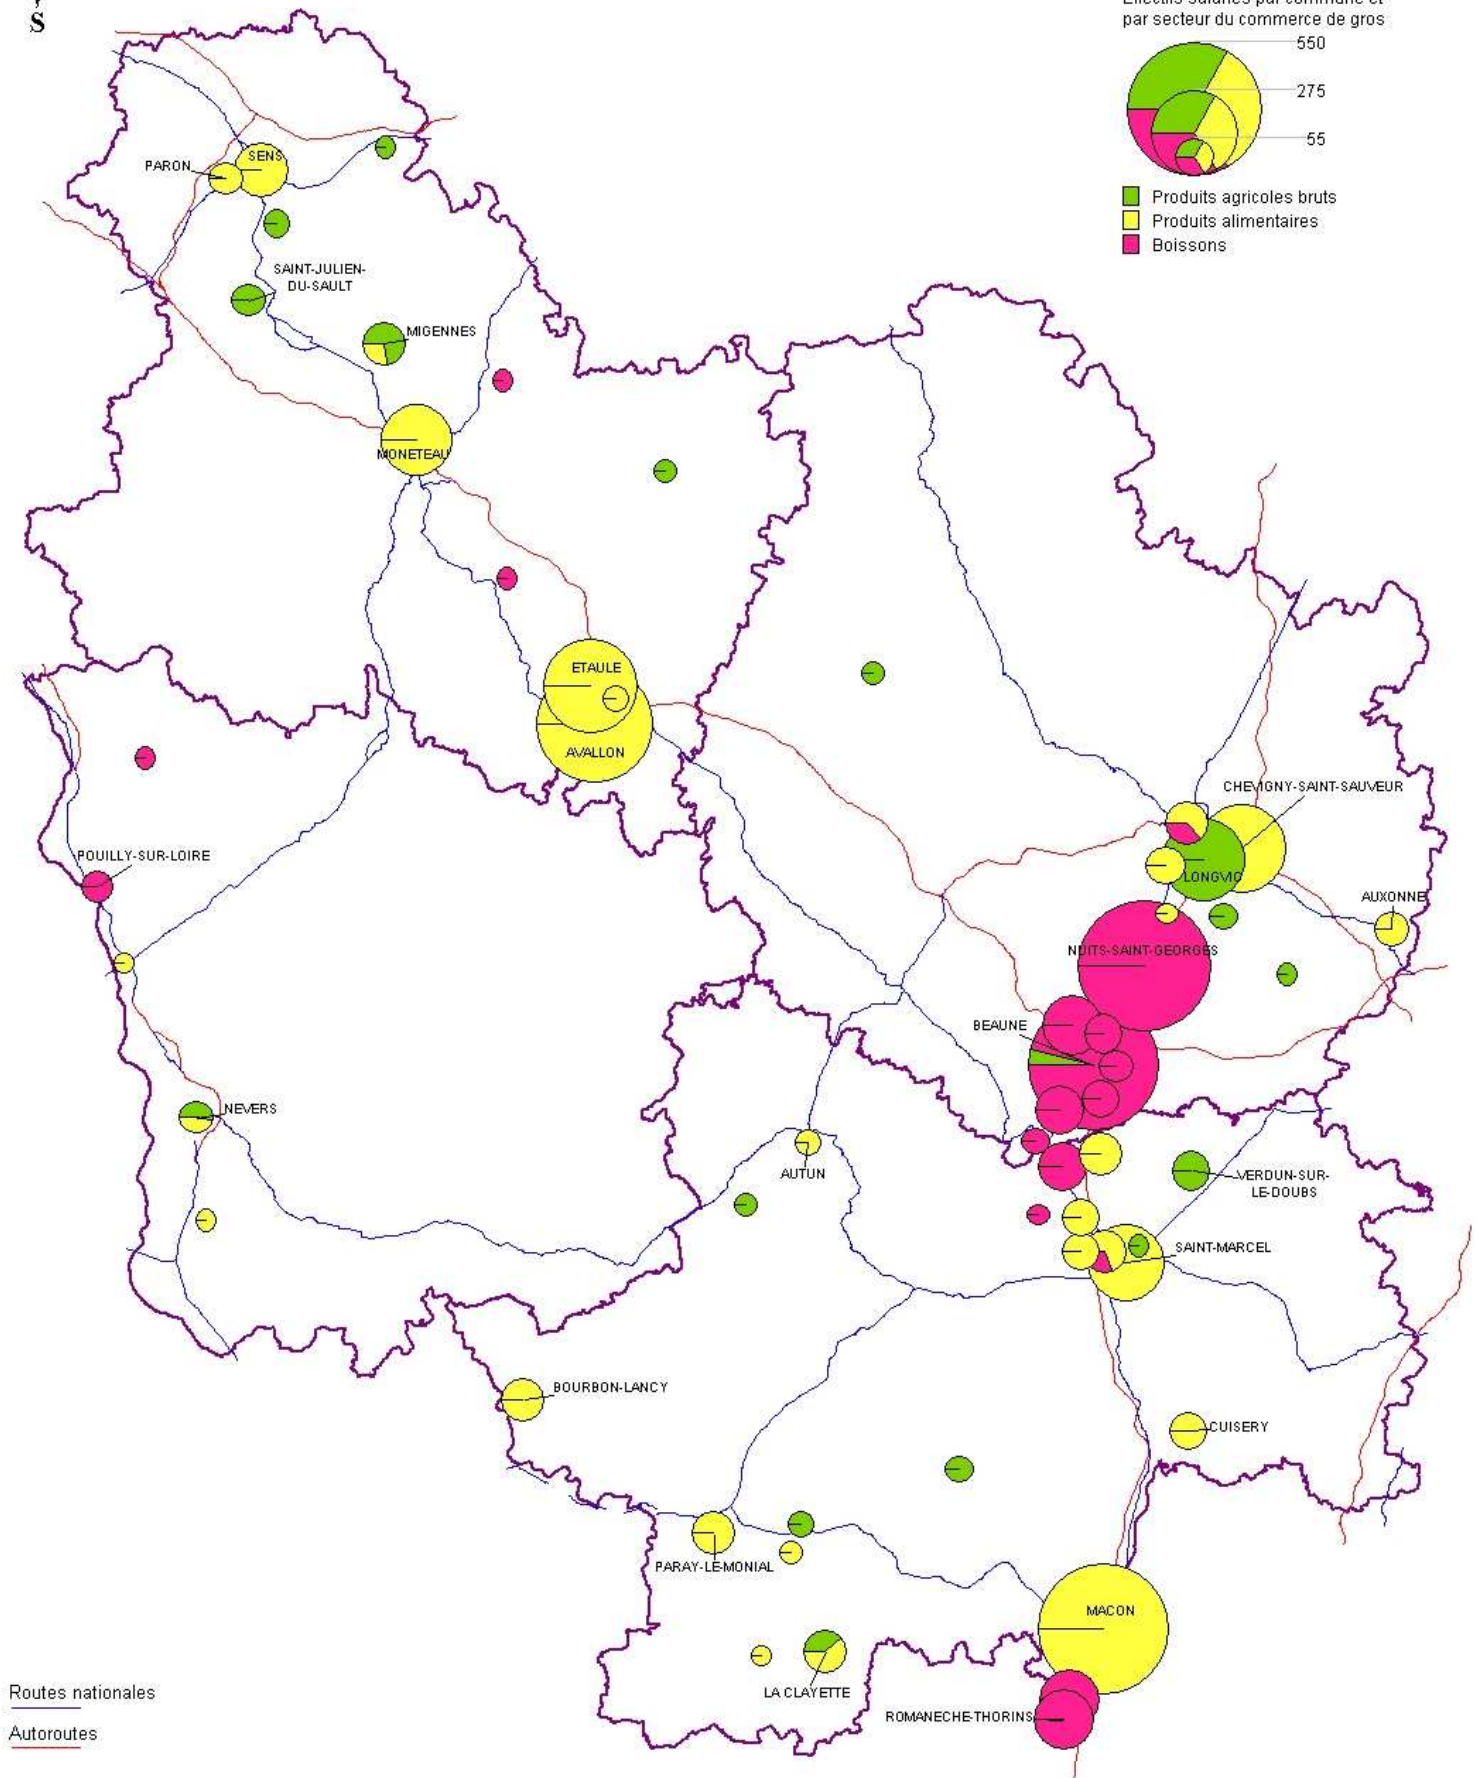 S
par secteur du commerce de gros
550
275
55
Produits agricoles bruts
Produits alimentaires
Boissons
PARON
SENS
SAINT-JULIEN-
DU-SAULT
MIGENNES
MONETEAU
ETAULE
AVALLON
CHEVIGNY-SAINT-SAUVEUR
POUILLY-SUR-LOIRE
LONGVIC
AUXONNE
NUITS-SAINT-GEORGES
BEAUNE
NEVERS
AUTUN
VERDUN-SUR-
LE-DOUBS
SAINT-MARCEL
BOURBON-LANCY
CUISERY
PARAY-LE-MONIAL
MACON
LA CLAYETTE
ROMANECHE-THORINS
Routes nationales
Autoroutes